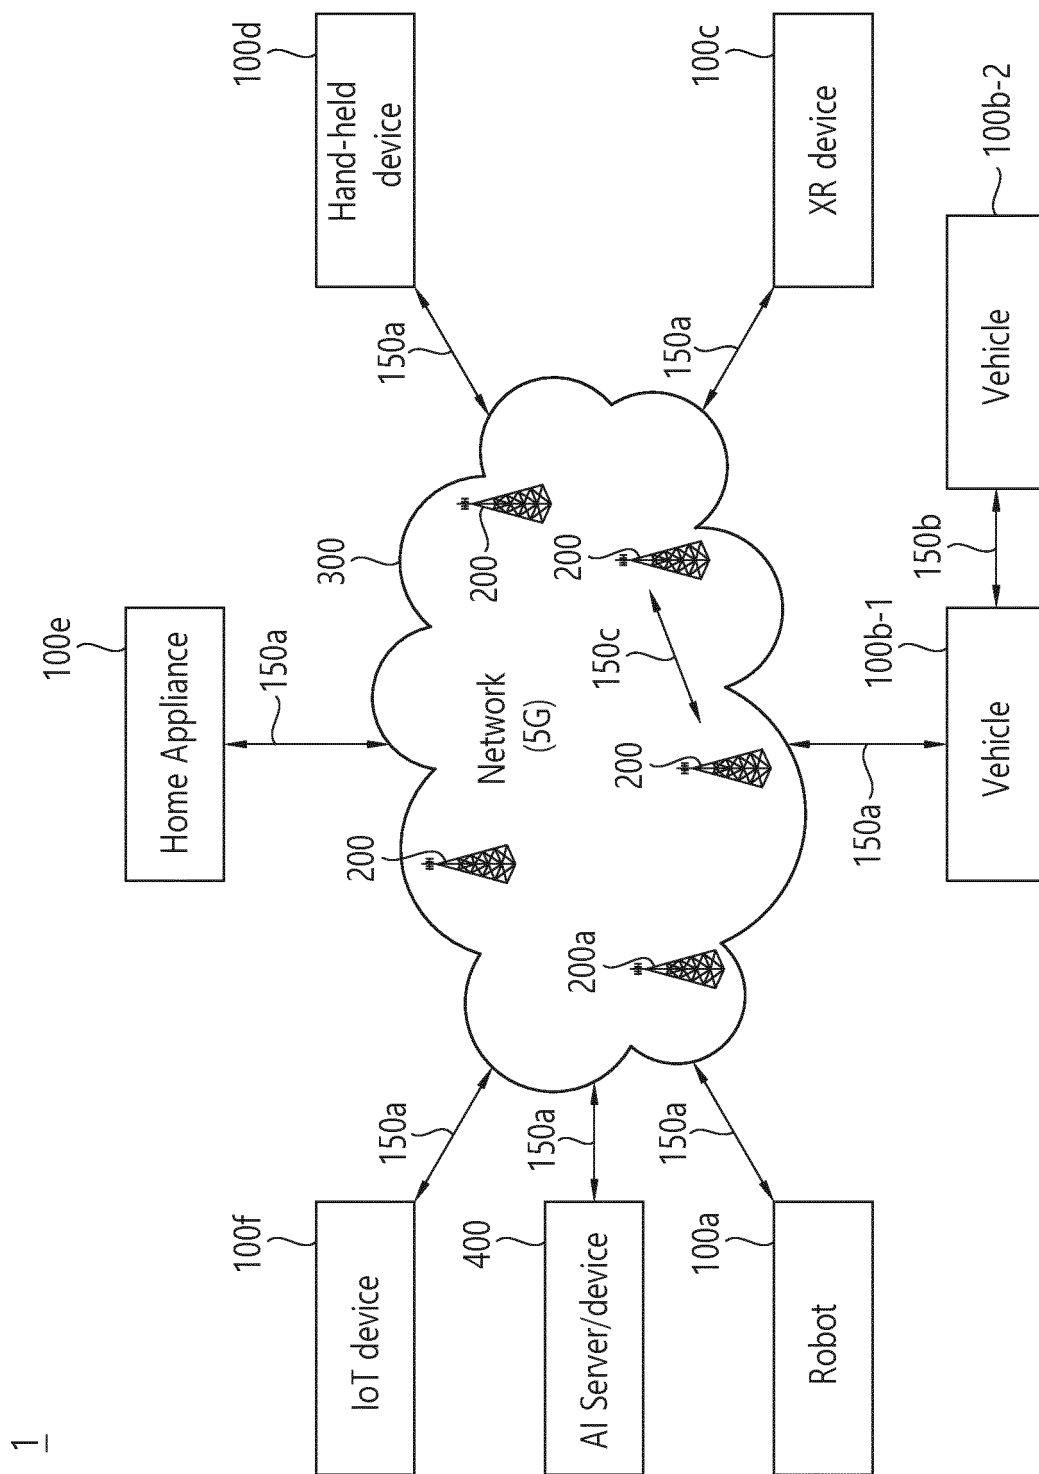 1
100e
Home Appliance
150a
100f
IoT device
100d
Hand-held
device
300
200
150a
150a
400
AI Server/device
150a
Network
(5G)
200
200
200a
150c
200
150a
150a
100a
Robot
100c
XR device
150a
100b-1
Vehicle
150b
Vehicle
100b-2